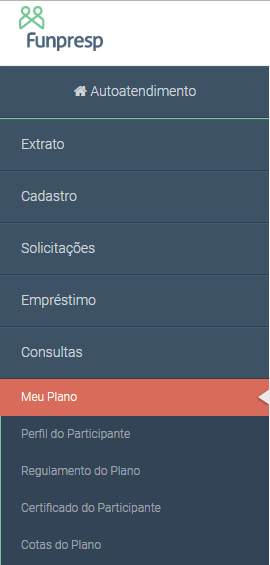 Funpresp
Autoatendimento
Extrato
Cadastro
Solicitações
Empréstimo
Consultas
Meu Plano
Perfil do Participante
Regulamento do Plano
Certificado do Participante
Cotas do Plano